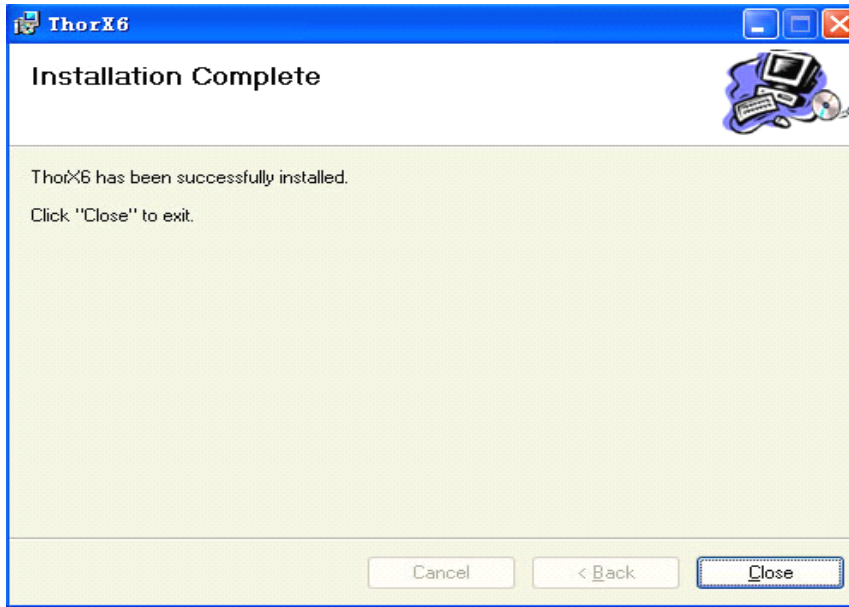 ThorX6
Installation Complete
ThorX6 has been successfully installed.
Click "Close" to exit.
Cancel
< Back
Close